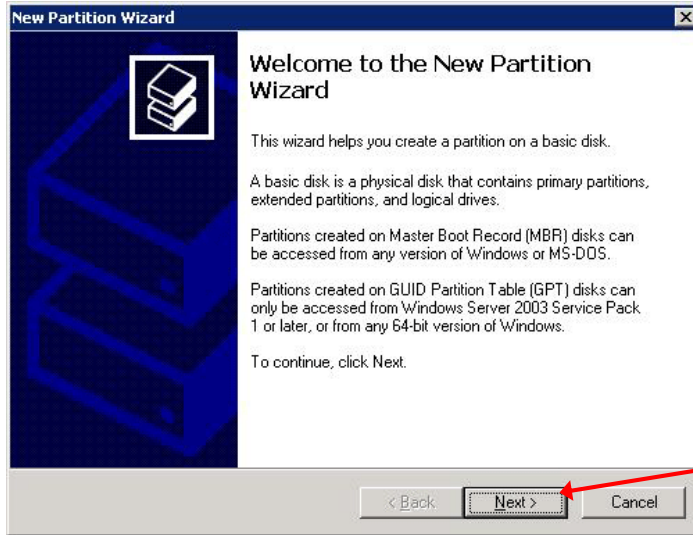 New Partition Wizard
Welcome to the New Partition
Wizard
This wizard helps you create a partition on a basic disk.
A basic disk is a physical disk that contains primary partitions,
extended partitions, and logical drives.
Partitions created on Master Boot Record (MBR) disks can
be accessed from any version of Windows or MS-DOS.
Partitions created on GUID Partition Table (GPT) disks can
only be accessed from Windows Server 2003 Service Pack
1 or later, or from any 64-bit version of Windows.
To continue, click Next.
< Back Next > Cancel